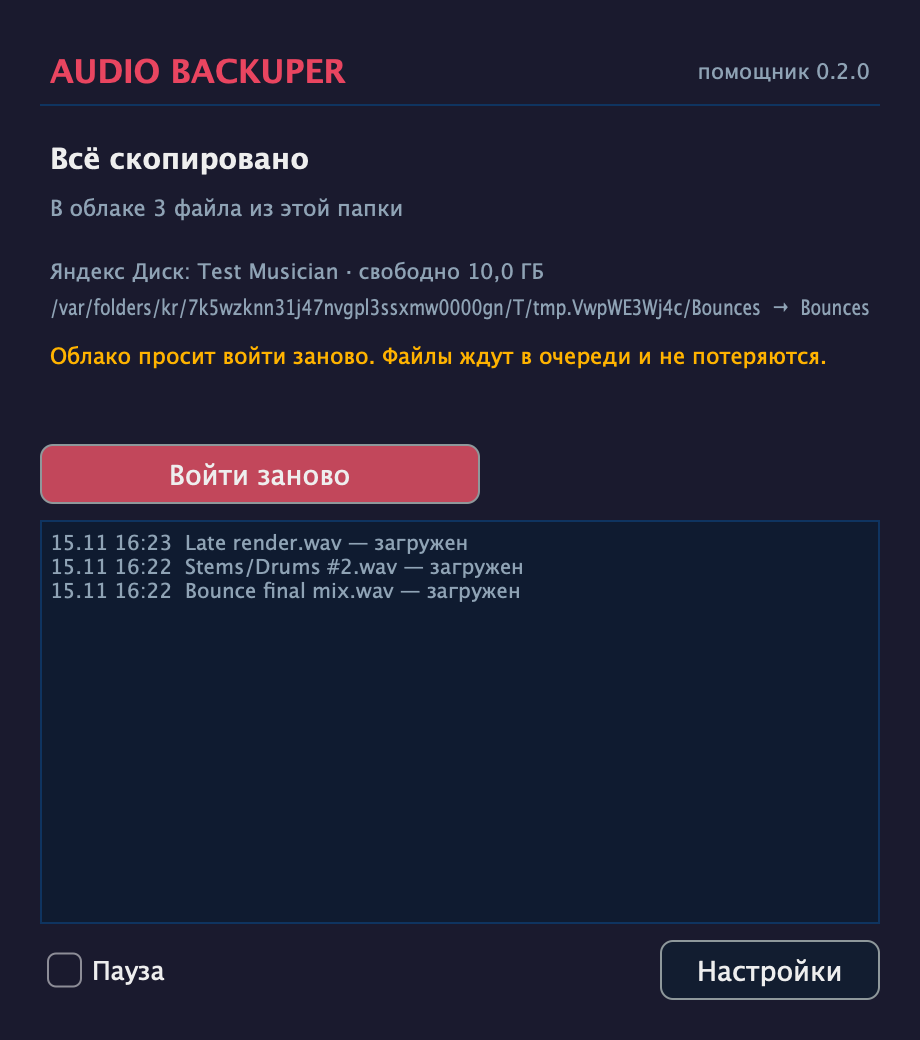 AUDIO BACKUPER
помощник 0.2.0
Всё скопировано
В облаке 3 файла из этой папки
Яндекс Диск: Test Musician · свободно 10,0 ГБ
/var/folders/kr/7k5wzknn31j47nvgpl3ssxmw0000gn/T/tmp.VwpWE3Wj4c/Bounces → Bounces
Облако просит войти заново. Файлы ждут в очереди и не потеряются.
Войти заново
15.11 16:23 Late render.wav — загружен
15.11 16:22 Stems/Drums #2.wav — загружен
15.11 16:22 Bounce final mix.wav — загружен
Пауза
Настройки